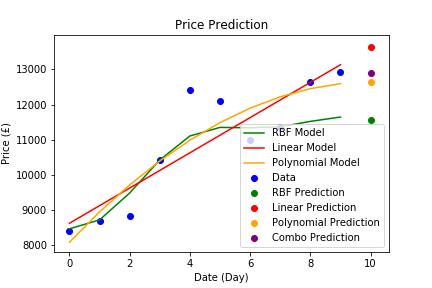 Price Prediction
Price (£)
13000
12000
11000
10000
9000
8000
RBF Model
Linear Model
Polynomial Model
Data
RBF Prediction
Linear Prediction
Polynomial Prediction
Combo Prediction
0 2 4 6 8 10
Date (Day)